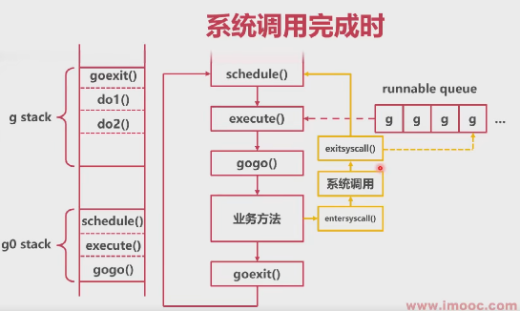 系统调用完成时
goexit()
do1()
do2()
g stack
schedule()
execute()
gogo()
g0 stack
schedule()
execute()
gogo()
业务方法
goexit()
exitsyscall()
系统调用
entersyscall()
runnable queue
g g g g ...
www.imooc.com